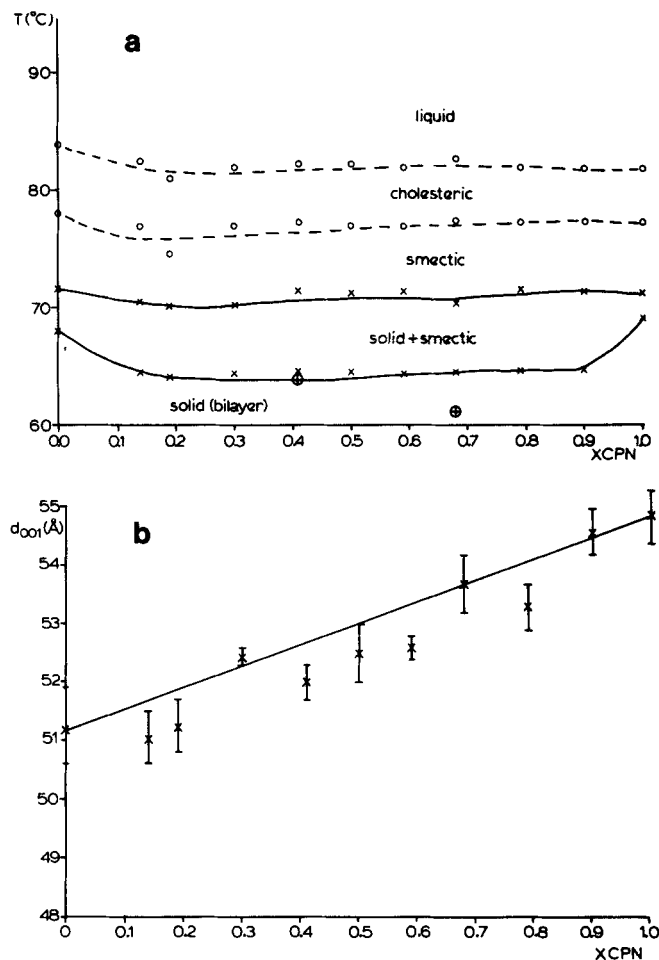 T(°C)
a
90
80
70
60
liquid
cholesteric
smectic
solid+smectic
solid (bilayer)
0.0 0.1 0.2 0.3 0.4 0.5 0.6 0.7 0.8 0.9 1.0
XCPN
b
d001(Å)
55
54
53
52
51
50
49
48
0 0.1 0.2 0.3 0.4 0.5 0.6 0.7 0.8 0.9 1.0
XCPN